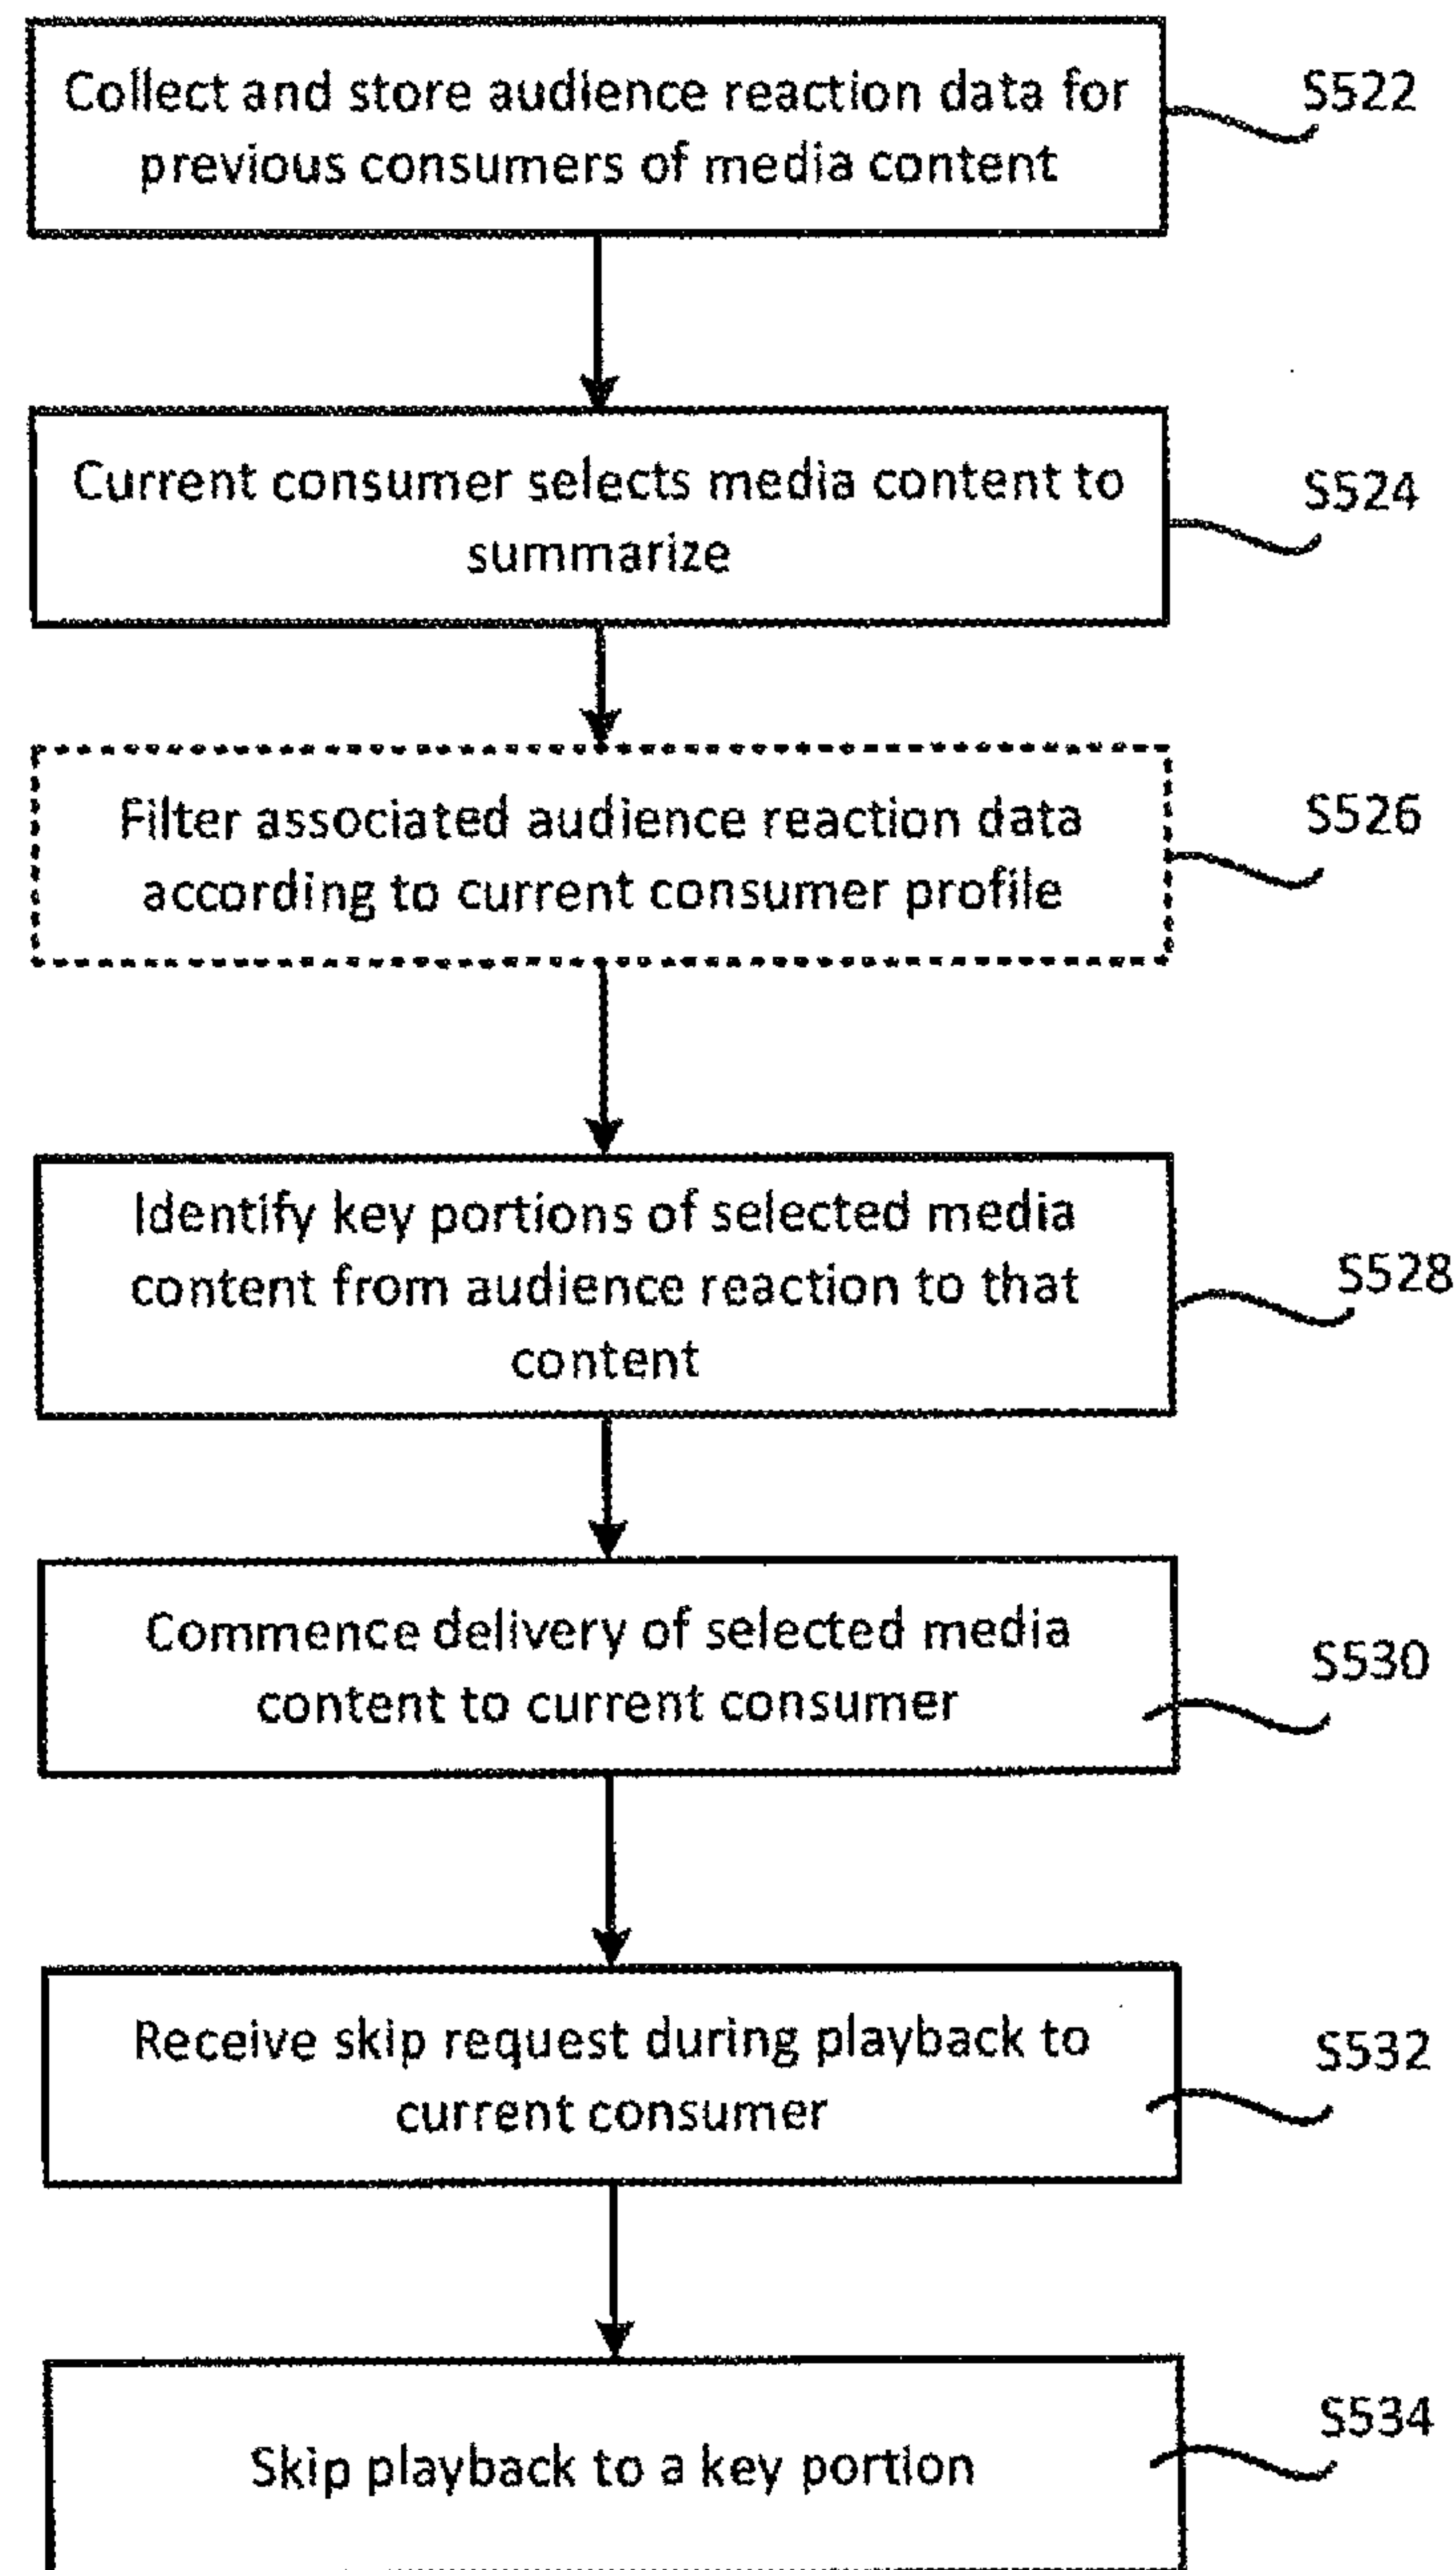 Collect and store audience reaction data for
previous consumers of media content
S522
Current consumer selects media content to
summarize
S524
Filter associated audience reaction data
according to current consumer profile
S526
Identify key portions of selected media
content from audience reaction to that
content
S528
Commence delivery of selected media
content to current consumer
S530
Receive skip request during playback to
current consumer
S532
Skip playback to a key portion
S534